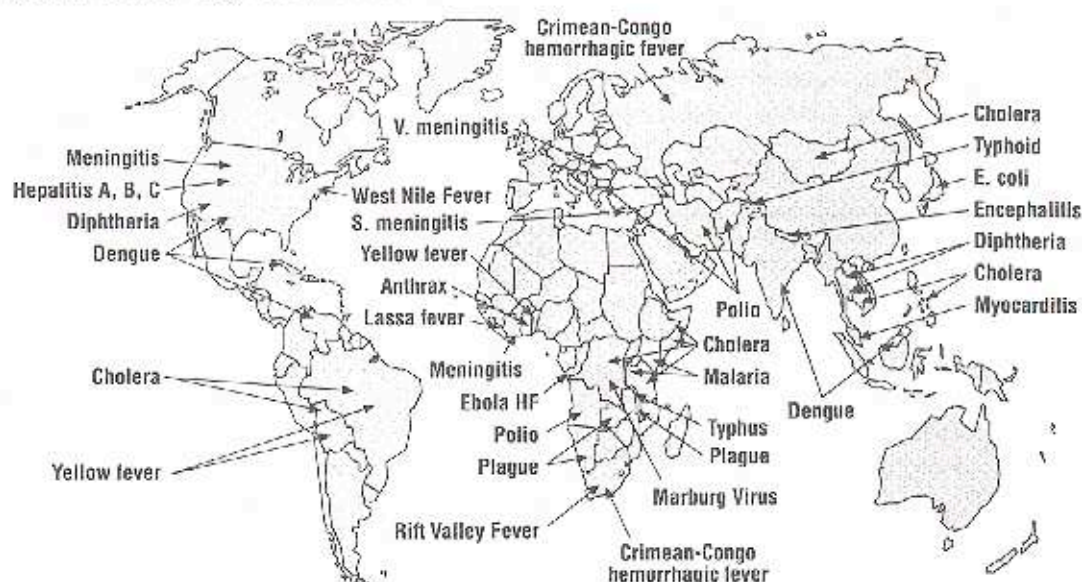 Crimean-Congo
hemorrhagic fever
V. meningitis
Cholera
Typhoid
Meningitis
Hepatitis A, B, C
West Nile Fever
E. coli
Diphtheria
S. meningitis
Encephalitis
Dengue
Yellow fever
Diphtheria
Anthrax
Cholera
Lassa fever
Polio
Myocarditis
Cholera
Meningitis
Cholera
Malaria
Ebola HF
Dengue
Polio
Typhus
Yellow fever
Plague
Plague
Marburg Virus
Rift Valley Fever
Crimean-Congo
hemorrhagic fever